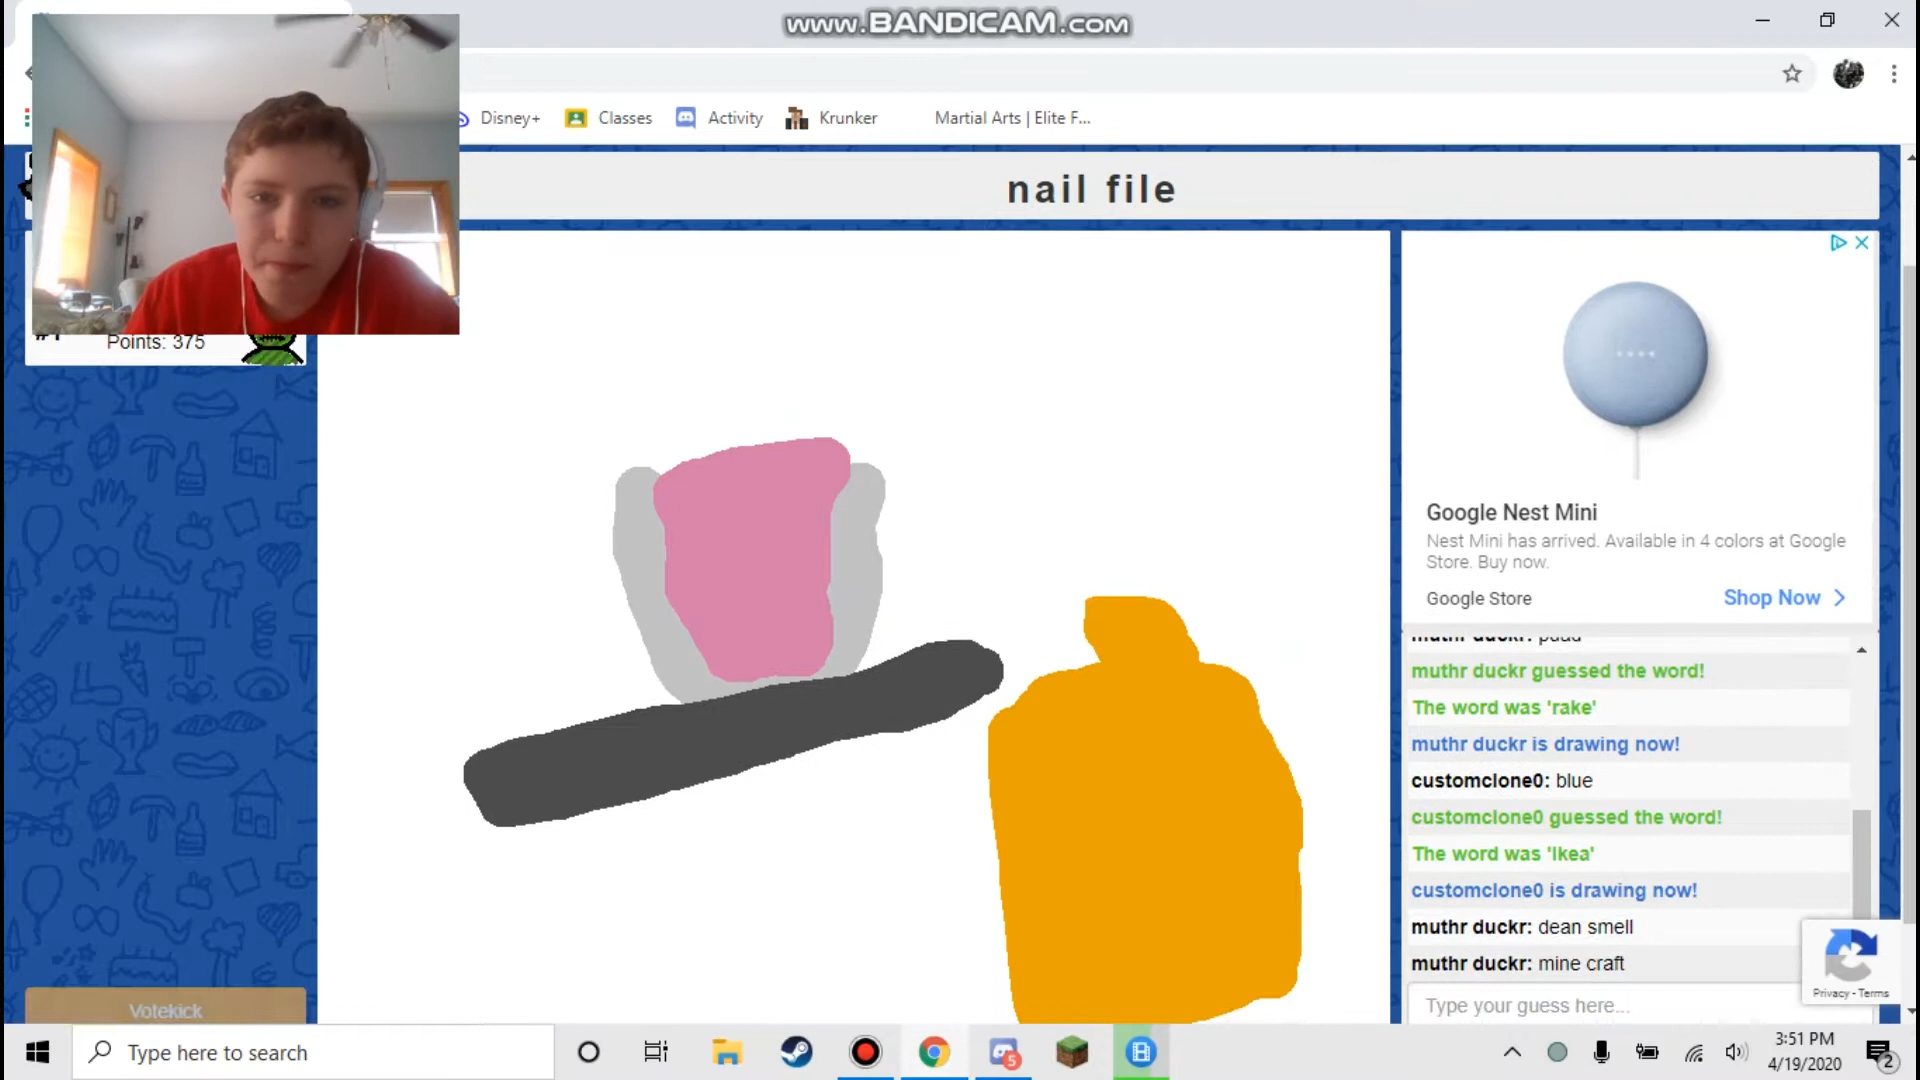 www.BANDICAM.com
Disney+
Classes
Activity
Krunker
Martial Arts | Elite F...
nail file
Points: 375
Google Nest Mini
Nest Mini has arrived. Available in 4 colors at Google
Store. Buy now.
Google Store
Shop Now
muthr duckr guessed the word!
The word was 'rake'
muthr duckr is drawing now!
customclone0: blue
customclone0 guessed the word!
The word was 'Ikea'
customclone0 is drawing now!
muthr duckr: dean smell
muthr duckr: mine craft
Privacy - Terms
Type your guess here...
Votekick
Type here to search
5
3:51 PM
4/19/2020
2